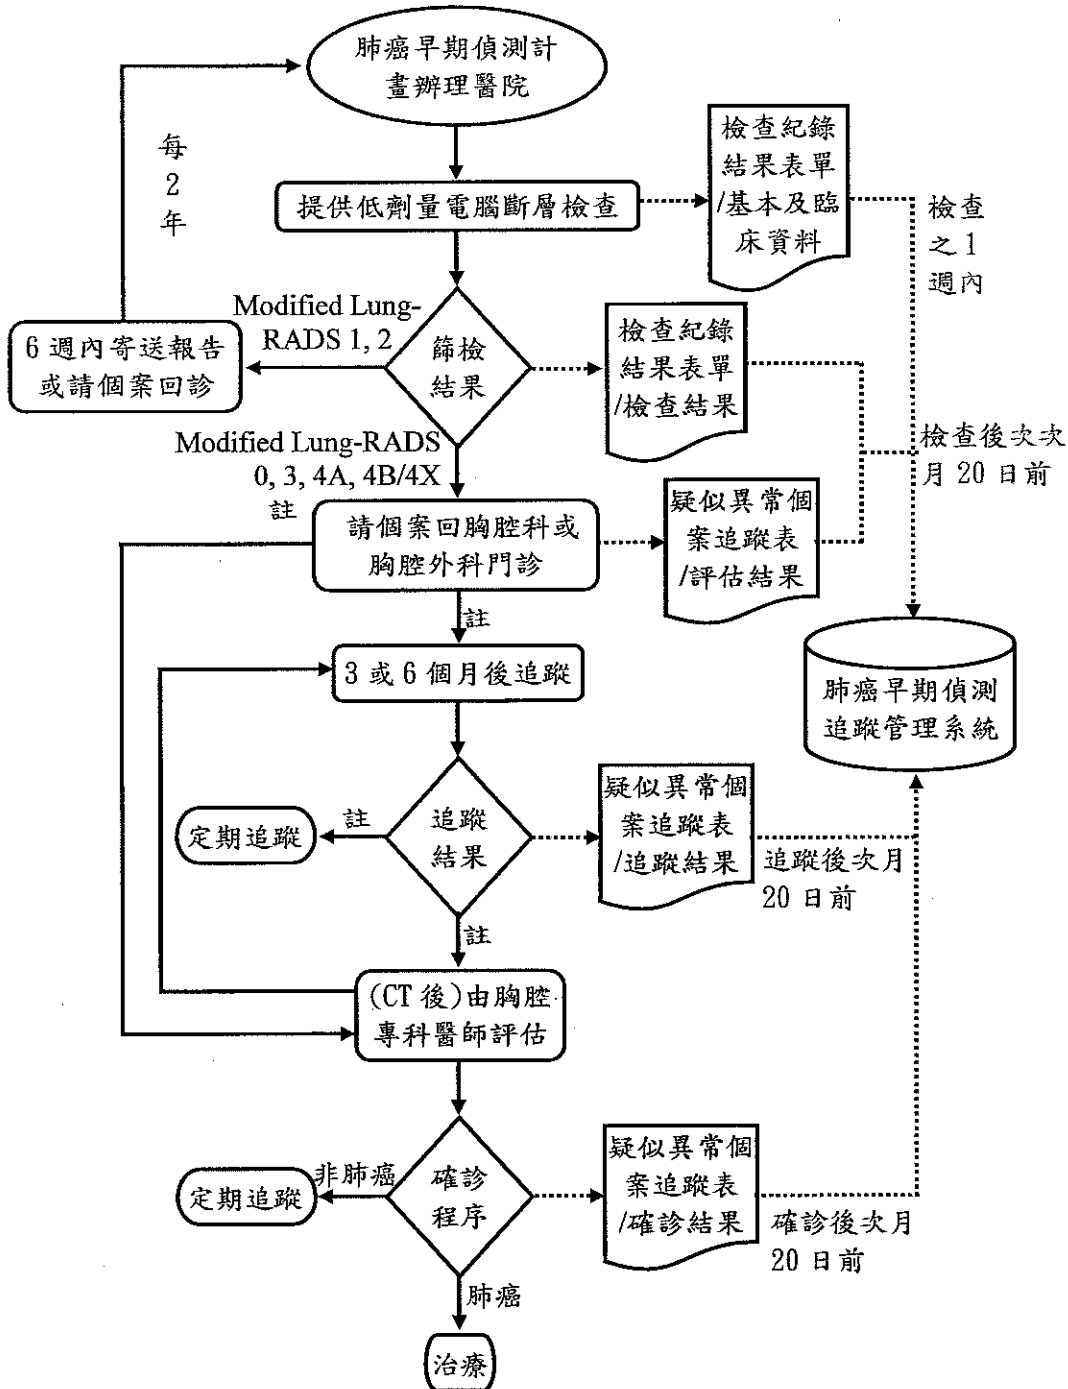 肺癌早期偵測計
畫辦理醫院
每
2
年
提供低劑量電腦斷層檢查
檢查紀錄
結果表單
/基本及臨
床資料
檢查
之1
週內
Modified Lung-
RADS 1, 2
6 週內寄送報告
或請個案回診
篩檢
結果
檢查紀錄
結果表單
/檢查結果
檢查後次次
月 20 日前
Modified Lung-RADS
0, 3, 4A, 4B/4X
註
請個案回胸腔科或
胸腔外科門診
疑似異常個
案追蹤表
/評估結果
註
3 或 6 個月後追蹤
肺癌早期偵測
追蹤管理系統
追蹤
結果
註
定期追蹤
疑似異常個
案追蹤表
/追蹤結果
追蹤後次月
20 日前
註
(CT 後)由胸腔
專科醫師評估
確診
程序
非肺癌
定期追蹤
疑似異常個
案追蹤表
/確診結果
確診後次月
20 日前
肺癌
治療